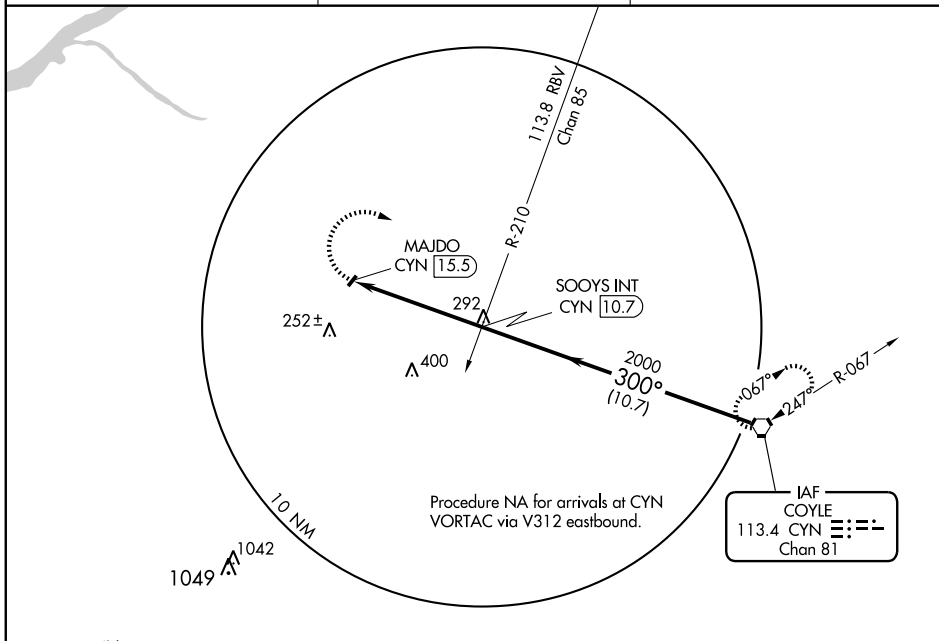 113.8 RBV
Chan 85
R-210
MAJDO
CYN 15.5
SOOYS INT
CYN 10.7
292
252±
400
2000
300°
(10.7)
067°
247°
R-067
IAF
COYLE
113.4 CYN
Chan 81
Procedure NA for arrivals at CYN
VORTAC via V312 eastbound.
10 NM
1042
1049